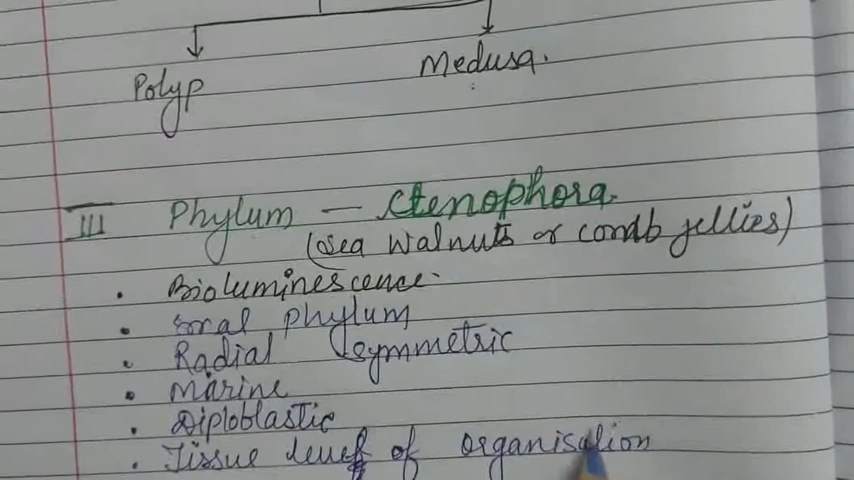 Polyp Medusa.
III Phylum - Ctenophora.
(Sea walnuts or comb jellies)
• Bioluminescence.
• Smal phylum
• Radial Symmetric
• Marine
• Diploblastic
• Tissue level of organisation